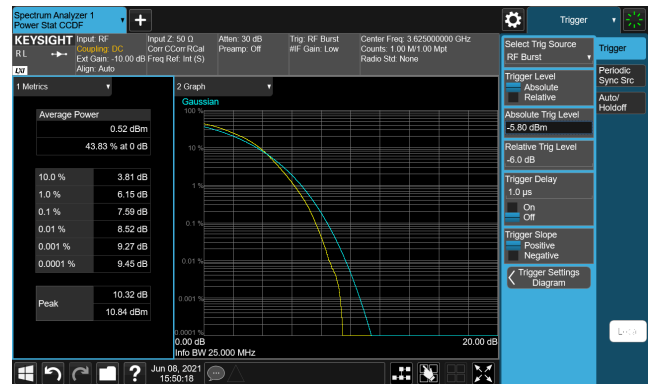 Spectrum Analyzer 1
Power Stat CCDF
Trigger
KEYSIGHT
RL
LXI
Input: RF
Coupling: DC
Ext Gain: -10.00 dB
Align: Auto
Input Z: 50 Ω
Corr CCorr RCal
Freq Ref: Int (S)
Atten: 30 dB
Preamp: Off
Trig: RF Burst
#IF Gain: Low
Center Freq: 3.625000000 GHz
Counts: 1.00 M/1.00 Mpt
Radio Std: None
1 Metrics
Average Power
0.52 dBm
43.83 % at 0 dB
10.0 % 3.81 dB
1.0 % 6.15 dB
0.1 % 7.59 dB
0.01 % 8.52 dB
0.001 % 9.27 dB
0.0001 % 9.45 dB
Peak
10.32 dB
10.84 dBm
2 Graph
Gaussian
100 %
10 %
1 %
0.1 %
0.01 %
0.001 %
0.0001 %
0.00 dB 20.00 dB
Info BW 25.000 MHz
Select Trig Source
RF Burst
Trigger Level
Absolute
Relative
Absolute Trig Level
-5.80 dBm
Relative Trig Level
-6.0 dB
Trigger Delay
1.0 µs
On
Off
Trigger Slope
Positive
Negative
Trigger Settings
Diagram
Trigger
Periodic
Sync Src
Auto/
Holdoff
Local
?
Jun 08, 2021
15:50:18